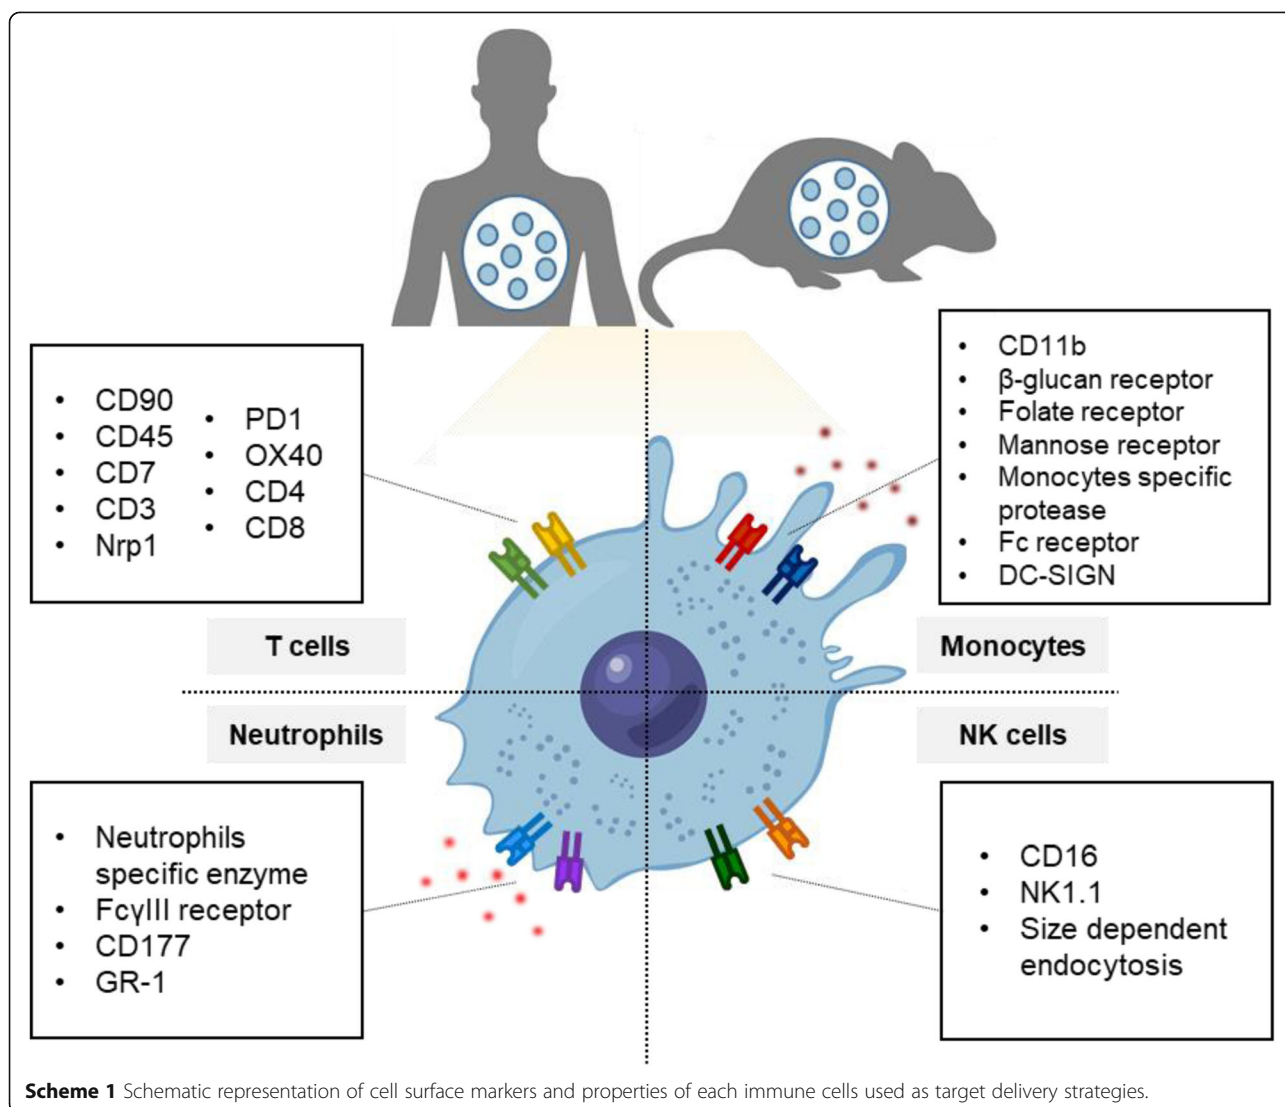 • CD90
• CD45
• CD7
• CD3
• Nrp1
• PD1
• OX40
• CD4
• CD8
T cells
• CD11b
• β-glucan receptor
• Folate receptor
• Mannose receptor
• Monocytes specific
protease
• Fc receptor
• DC-SIGN
Monocytes
Neutrophils
• Neutrophils
specific enzyme
• FcγIII receptor
• CD177
• GR-1
NK cells
• CD16
• NK1.1
• Size dependent
endocytosis
Scheme 1 Schematic representation of cell surface markers and properties of each immune cells used as target delivery strategies.